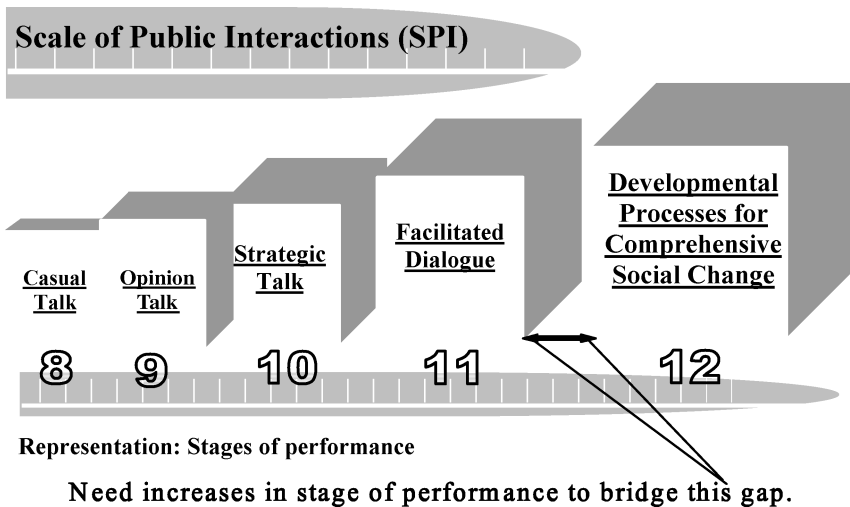 Scale of Public Interactions (SPI)
Casual
Talk
Opinion
Talk
Strategic
Talk
Facilitated
Dialogue
Developmental
Processes for
Comprehensive
Social Change
8
9
10
11
12
Representation: Stages of performance
Need increases in stage of performance to bridge this gap.